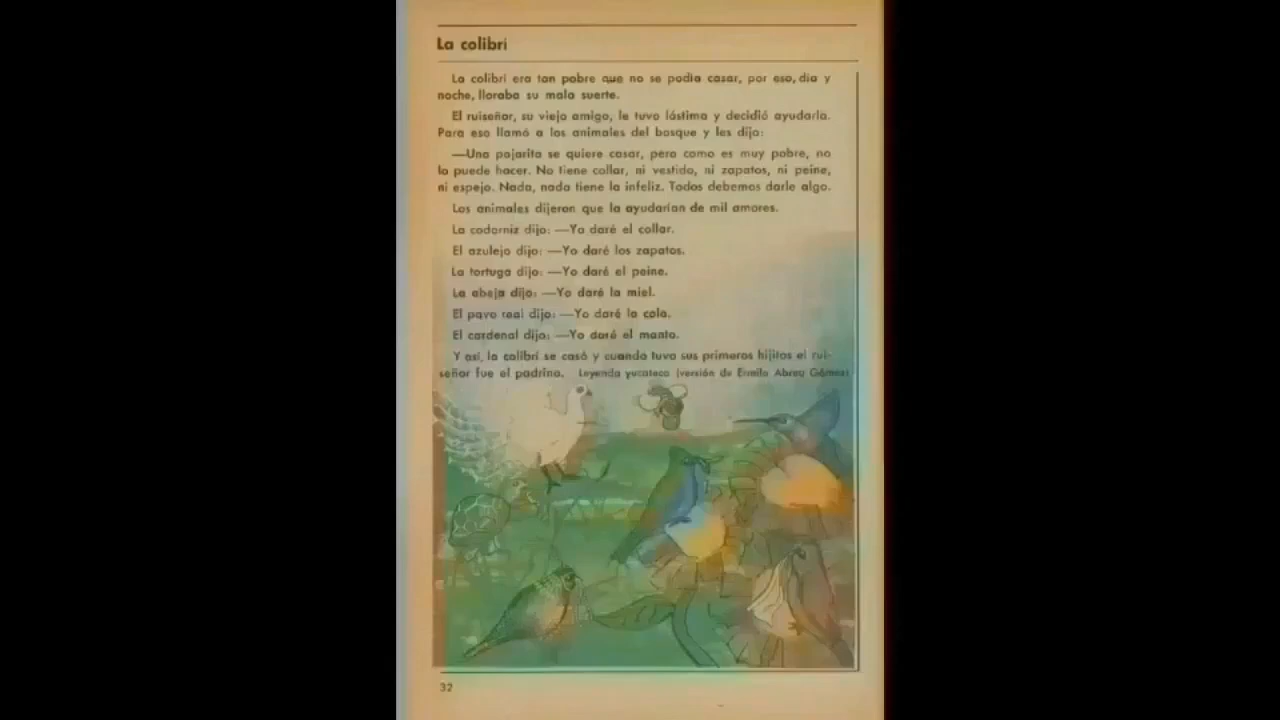 La colibrí
La colibrí era tan pobre que no se podía casar, por eso, día y
noche, lloraba su mala suerte.
El ruiseñor, su viejo amigo, le tuvo lástima y decidió ayudarla.
Para eso llamó a los animales del bosque y les dijo:
—Una pajarita se quiere casar, pero como es muy pobre, no
lo puede hacer. No tiene collar, ni vestido, ni zapatos, ni peine,
ni espejo. Nada, nada tiene la infeliz. Todos debemos darle algo.
Los animales dijeron que la ayudarían de mil amores.
La codorniz dijo: —Yo daré el collar.
El azulejo dijo: —Yo daré los zapatos.
La tortuga dijo: —Yo daré el peine.
La abeja dijo: —Yo daré la miel.
El pavo real dijo: —Yo daré la cola.
El cardenal dijo: —Yo daré el manto.
Y así, la colibrí se casó y cuando tuvo sus primeros hijitos el rui-
señor fue el padrino. Leyenda yucateca (versión de Ermilo Abreu Gómez)
32